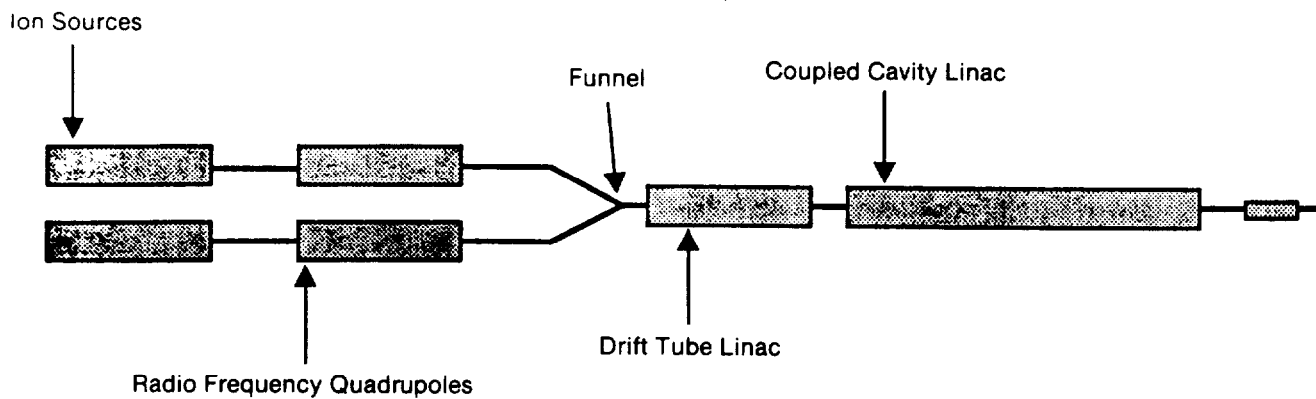 Ion Sources
Funnel
Coupled Cavity Linac
Drift Tube Linac
Radio Frequency Quadrupoles